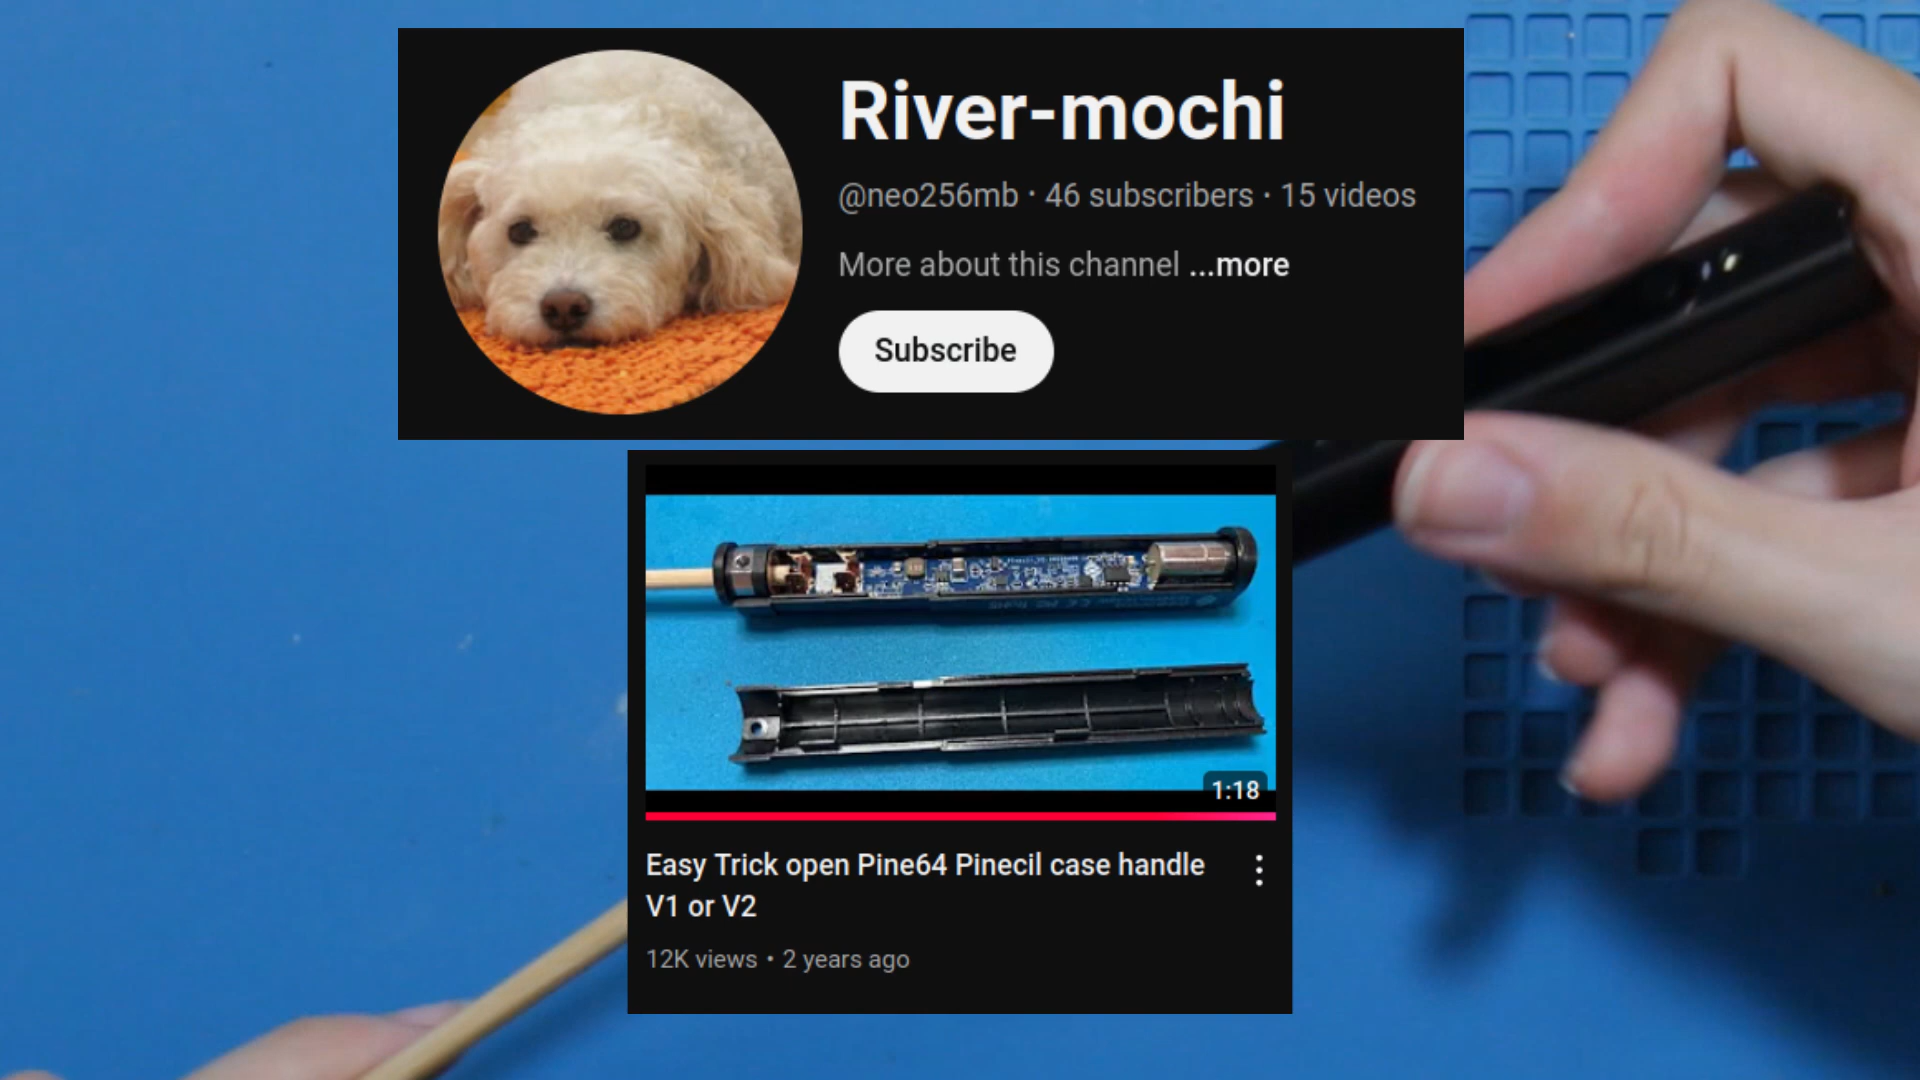 River-mochi
@neo256mb · 46 subscribers · 15 videos
More about this channel ...more
Subscribe
1:18
Easy Trick open Pine64 Pinecil case handle
V1 or V2
12K views • 2 years ago